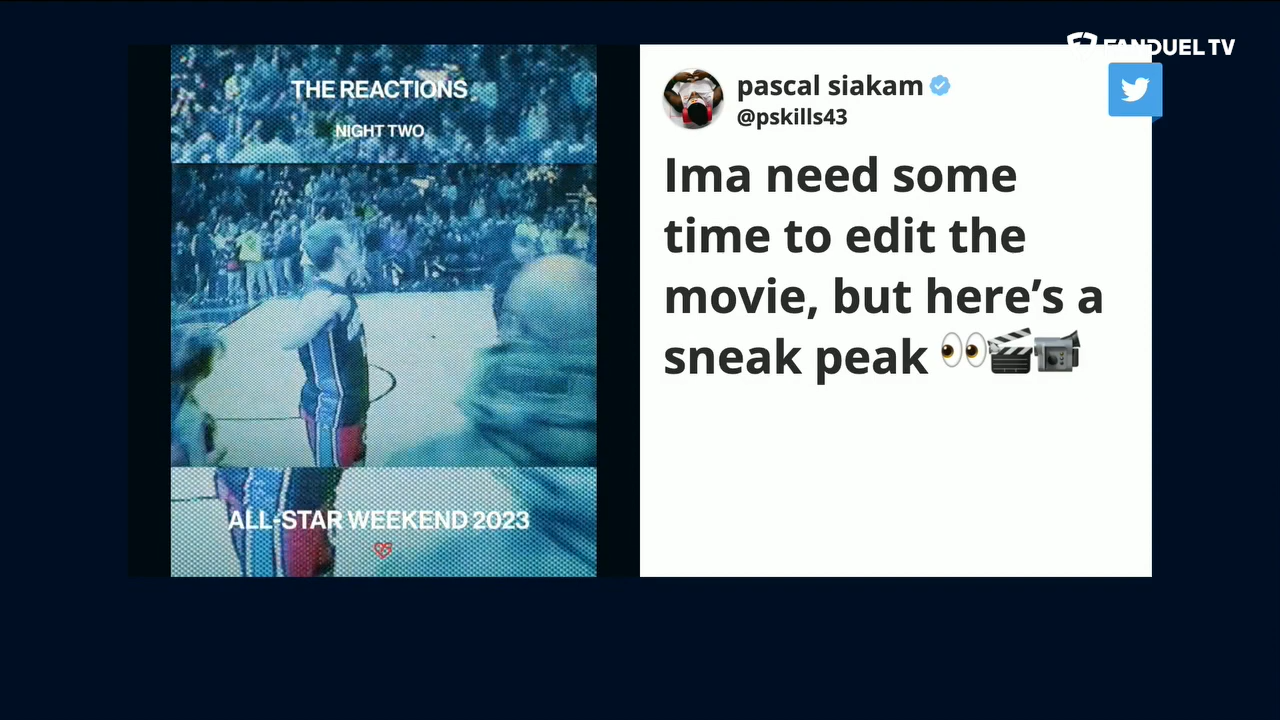 FANDUEL TV
THE REACTIONS
NIGHT TWO
ALL-STAR WEEKEND 2023
pascal siakam
@pskills43
Ima need some
time to edit the
movie, but here’s a
sneak peak 👀🎬📹